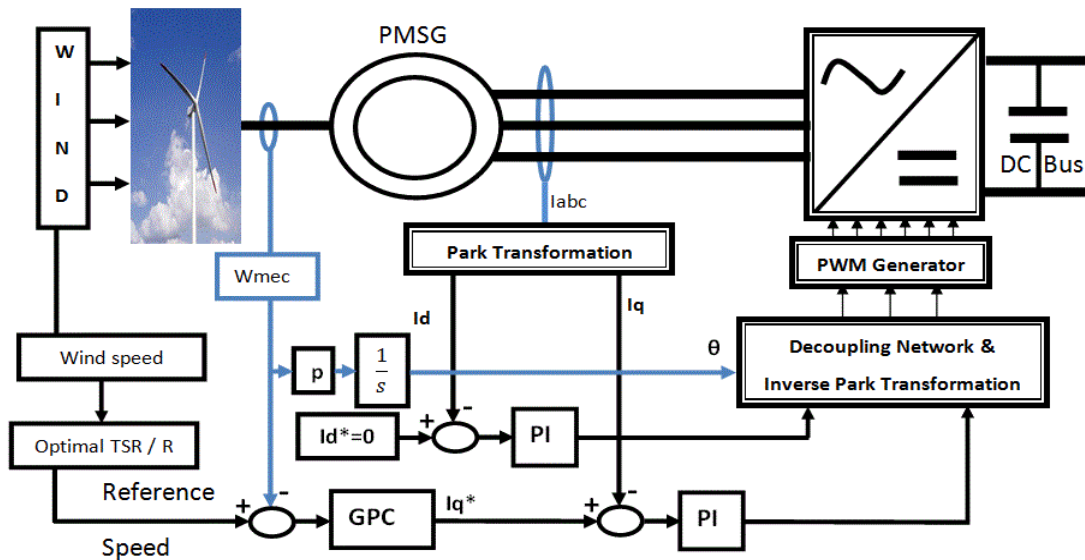 W
I
N
D
PMSG
DC Bus
Iabc
Park Transformation
PWM Generator
Wmec
Id
Iq
Wind speed
p
1
s
θ
Decoupling Network &
Inverse Park Transformation
Optimal TSR / R
Id*=0
+
-
PI
Reference
Speed
+
-
GPC
Iq*
+
-
PI